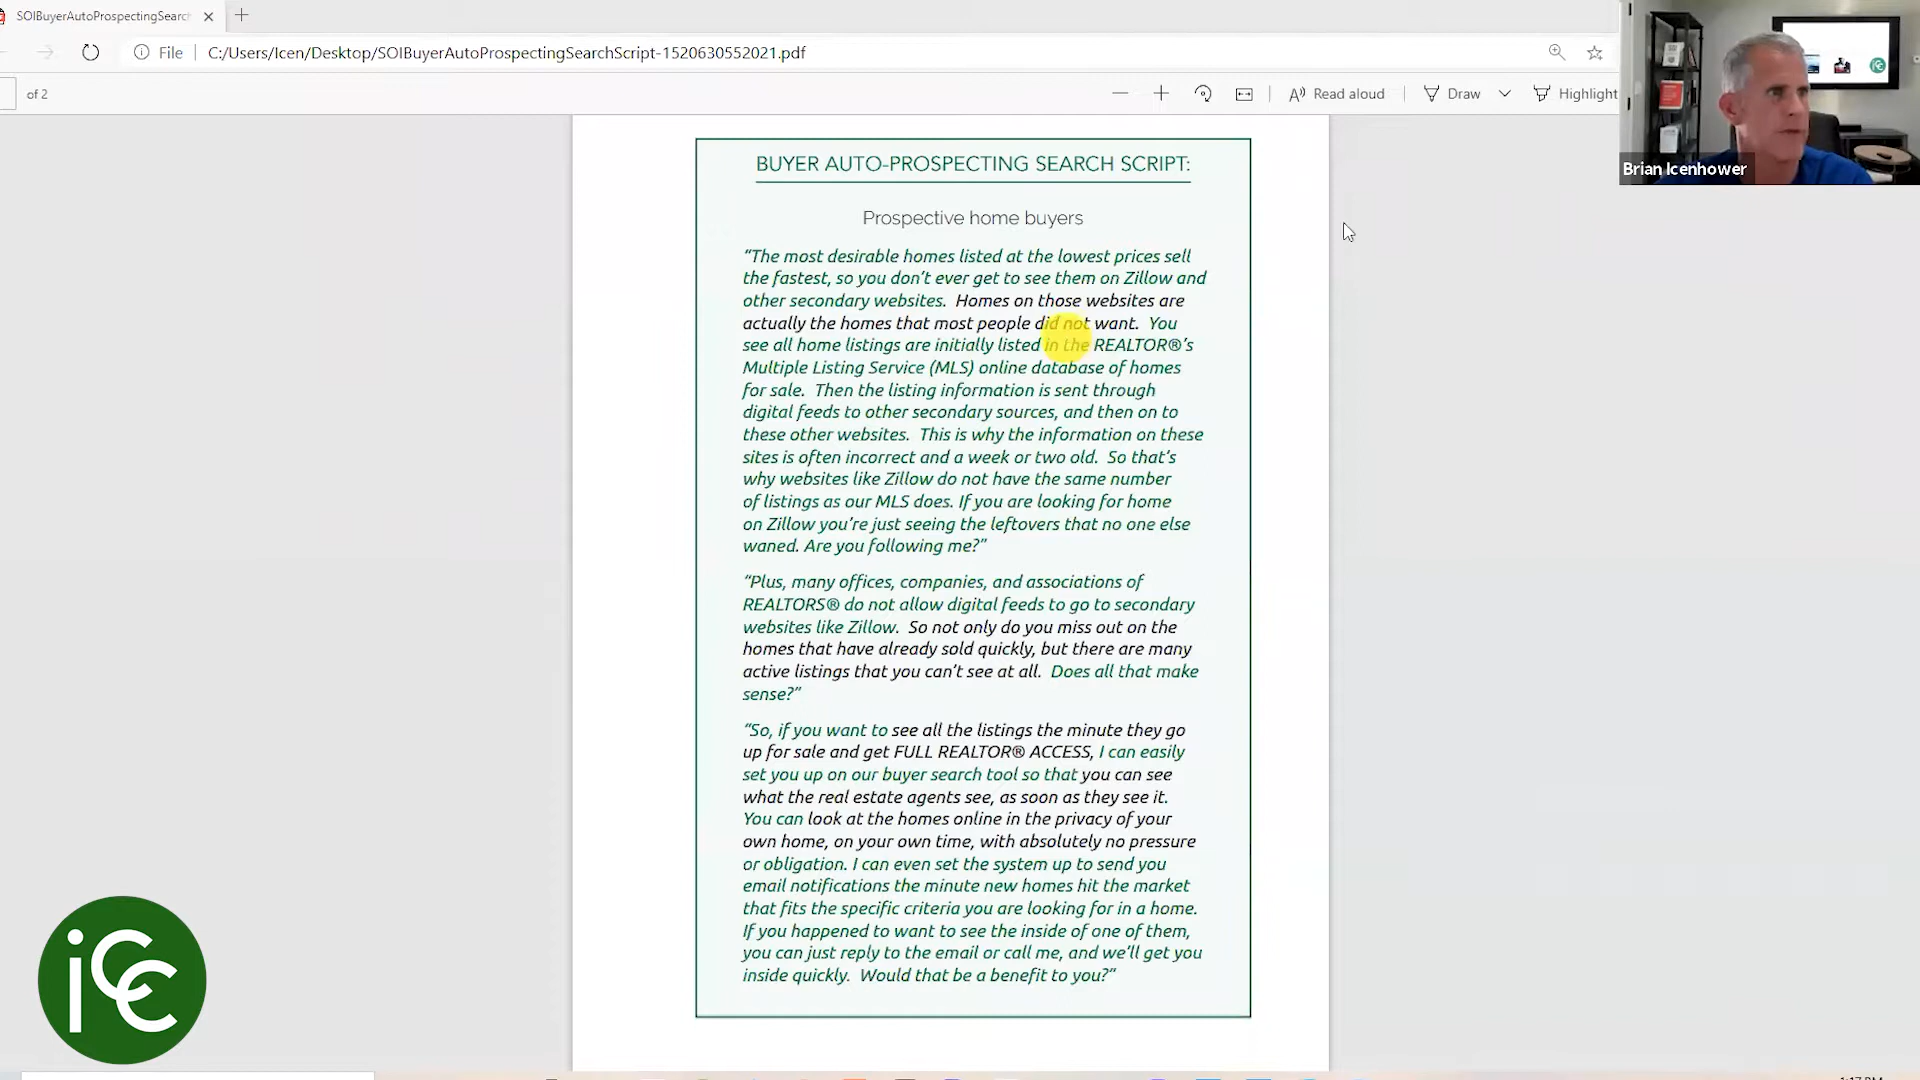 SOIBuyerAutoProspectingSearch
File C:/Users/Icen/Desktop/SOIBuyerAutoProspectingSearchScript-1520630552021.pdf
of 2
Read aloud
Draw
Highlight
Brian Icenhower
BUYER AUTO-PROSPECTING SEARCH SCRIPT:
Prospective home buyers
“The most desirable homes listed at the lowest prices sell
the fastest, so you don’t ever get to see them on Zillow and
other secondary websites. Homes on those websites are
actually the homes that most people did not want. You
see all home listings are initially listed in the REALTOR®’s
Multiple Listing Service (MLS) online database of homes
for sale. Then the listing information is sent through
digital feeds to other secondary sources, and then on to
these other websites. This is why the information on these
sites is often incorrect and a week or two old. So that’s
why websites like Zillow do not have the same number
of listings as our MLS does. If you are looking for home
on Zillow you’re just seeing the leftovers that no one else
waned. Are you following me?”
“Plus, many offices, companies, and associations of
REALTORS® do not allow digital feeds to go to secondary
websites like Zillow. So not only do you miss out on the
homes that have already sold quickly, but there are many
active listings that you can’t see at all. Does all that make
sense?”
“So, if you want to see all the listings the minute they go
up for sale and get FULL REALTOR® ACCESS, I can easily
set you up on our buyer search tool so that you can see
what the real estate agents see, as soon as they see it.
You can look at the homes online in the privacy of your
own home, on your own time, with absolutely no pressure
or obligation. I can even set the system up to send you
email notifications the minute new homes hit the market
that fits the specific criteria you are looking for in a home.
If you happened to want to see the inside of one of them,
you can just reply to the email or call me, and we’ll get you
inside quickly. Would that be a benefit to you?”
iCC